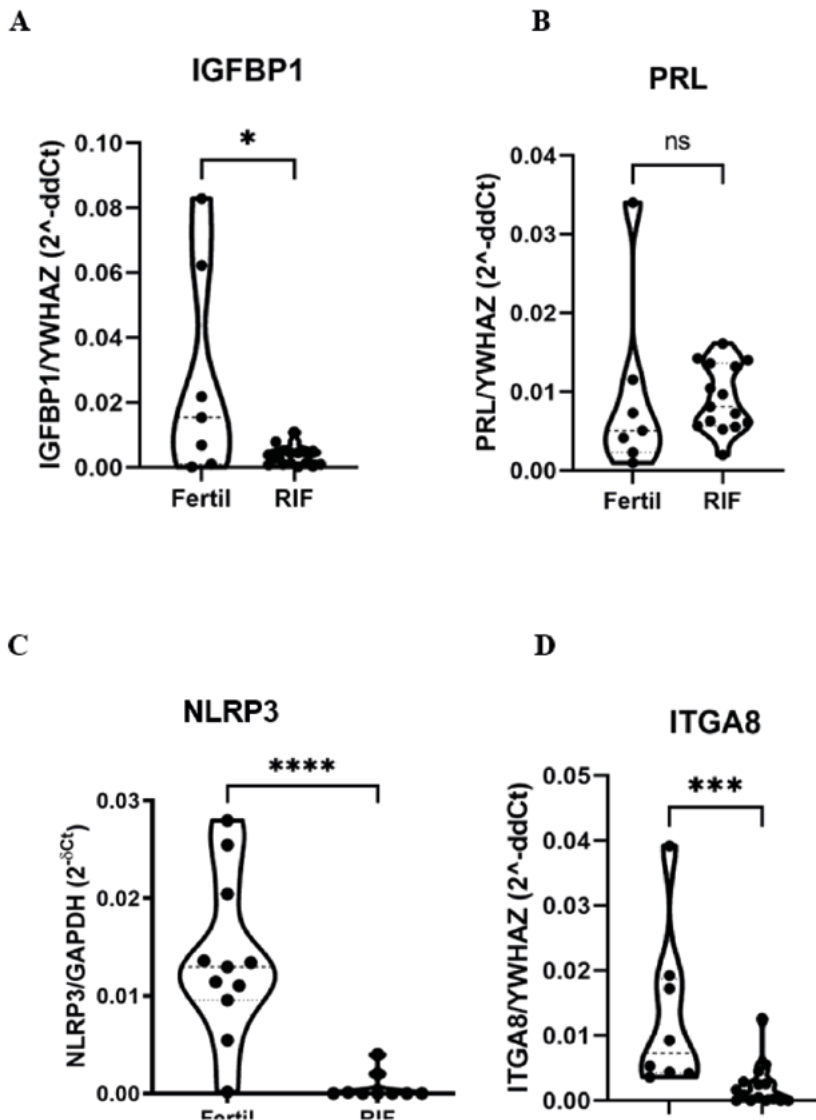 A
IGFBP1
IGFBP1/YWHAZ (2^-ddCt)
0.10
0.08
0.06
0.04
0.02
0.00
*
Fertil RIF
B
PRL
PRL/YWHAZ (2^-ddCt)
0.04
0.03
0.02
0.01
0.00
ns
Fertil RIF
C
NLRP3
NLRP3/GAPDH (2^-δCt)
0.03
0.02
0.01
0.00
****
Fertil RIF
D
ITGA8
ITGA8/YWHAZ (2^-ddCt)
0.05
0.04
0.03
0.02
0.01
0.00
***